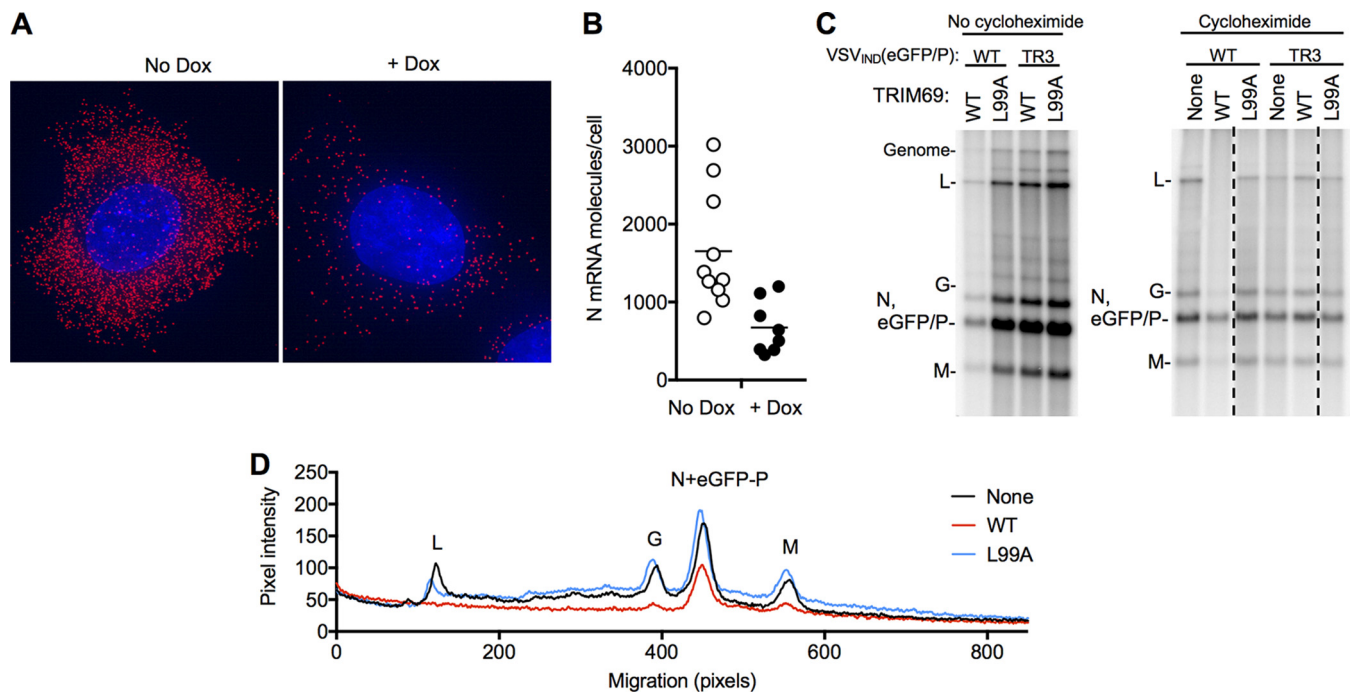 A
No Dox
+ Dox
B
N mRNA molecules/cell
4000
3000
2000
1000
0
No Dox
+ Dox
C
No cycloheximide
VSVIND(eGFP/P):
WT
TR3
TRIM69:
WT
L99A
WT
L99A
Genome-
L-
G-
N,
eGFP/P-
M-
Cycloheximide
WT
TR3
None
WT
L99A
None
WT
L99A
L-
G-
N,
eGFP/P-
M-
D
Pixel intensity
250
200
150
100
50
0
L
G
N+eGFP-P
M
None
WT
L99A
0
200
400
600
800
Migration (pixels)